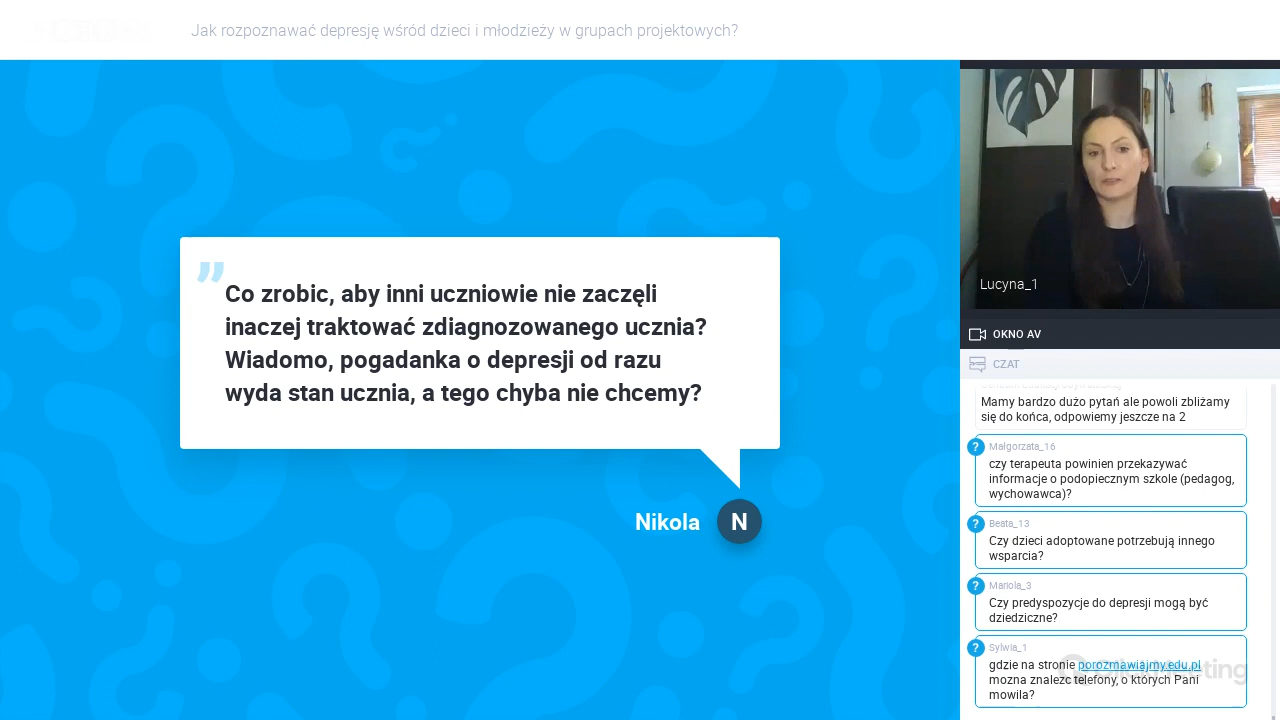 Jak rozpoznawać depresję wśród dzieci i młodzieży w grupach projektowych?
”
Co zrobic, aby inni uczniowie nie zaczęli
inaczej traktować zdiagnozowanego ucznia?
Wiadomo, pogadanka o depresji od razu
wyda stan ucznia, a tego chyba nie chcemy?
Nikola
N
Lucyna_1
OKNO AV
CZAT
Mamy bardzo dużo pytań ale powoli zbliżamy
się do końca, odpowiemy jeszcze na 2
?
Małgorzata_16
czy terapeuta powinien przekazywać
informacje o podopiecznym szkole (pedagog,
wychowawca)?
?
Beata_13
Czy dzieci adoptowane potrzebują innego
wsparcia?
?
Mariola_3
Czy predyspozycje do depresji mogą być
dziedziczne?
?
Sylwia_1
gdzie na stronie porozmawiajmy.edu.pl
mozna znalezc telefony, o których Pani
mowila?